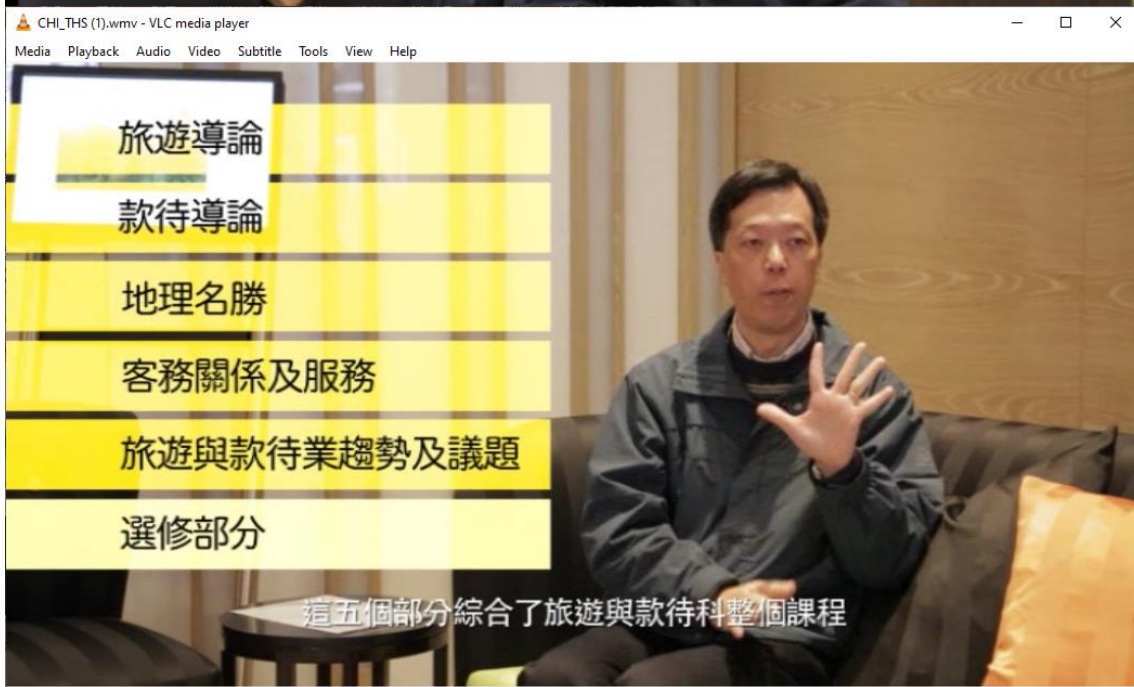 CHI_THS (1).wmv - VLC media player
Media Playback Audio Video Subtitle Tools View Help
旅遊導論
款待導論
地理名勝
客務關係及服務
旅遊與款待業趨勢及議題
選修部分
這五個部分綜合了旅遊與款待科整個課程